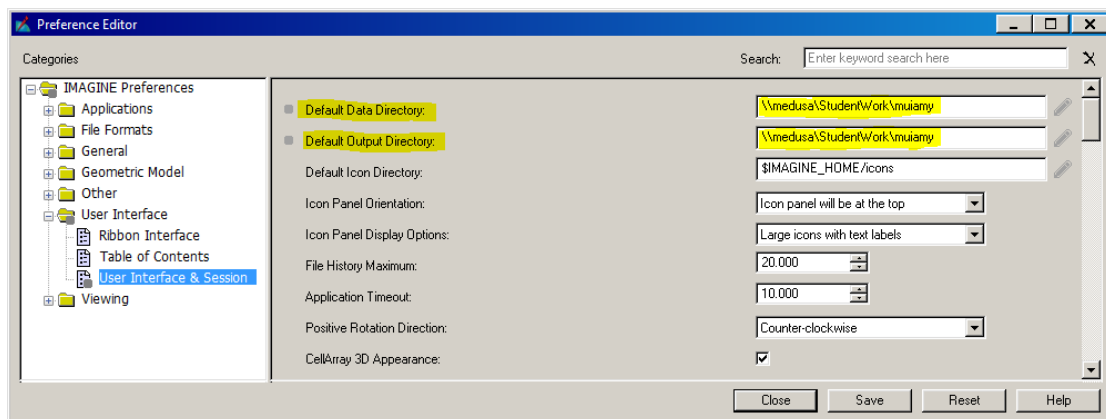 Preference Editor
Categories
Search: Enter keyword search here
IMAGINE Preferences
Applications
File Formats
General
Geometric Model
Other
User Interface
Ribbon Interface
Table of Contents
User Interface & Session
Viewing
Default Data Directory: \\medusa\StudentWork\muiamy
Default Output Directory: \\medusa\StudentWork\muiamy
Default Icon Directory: $IMAGINE_HOME/icons
Icon Panel Orientation: Icon panel will be at the top
Icon Panel Display Options: Large icons with text labels
File History Maximum: 20.000
Application Timeout: 10.000
Positive Rotation Direction: Counter-clockwise
CellArray 3D Appearance:
Close Save Reset Help